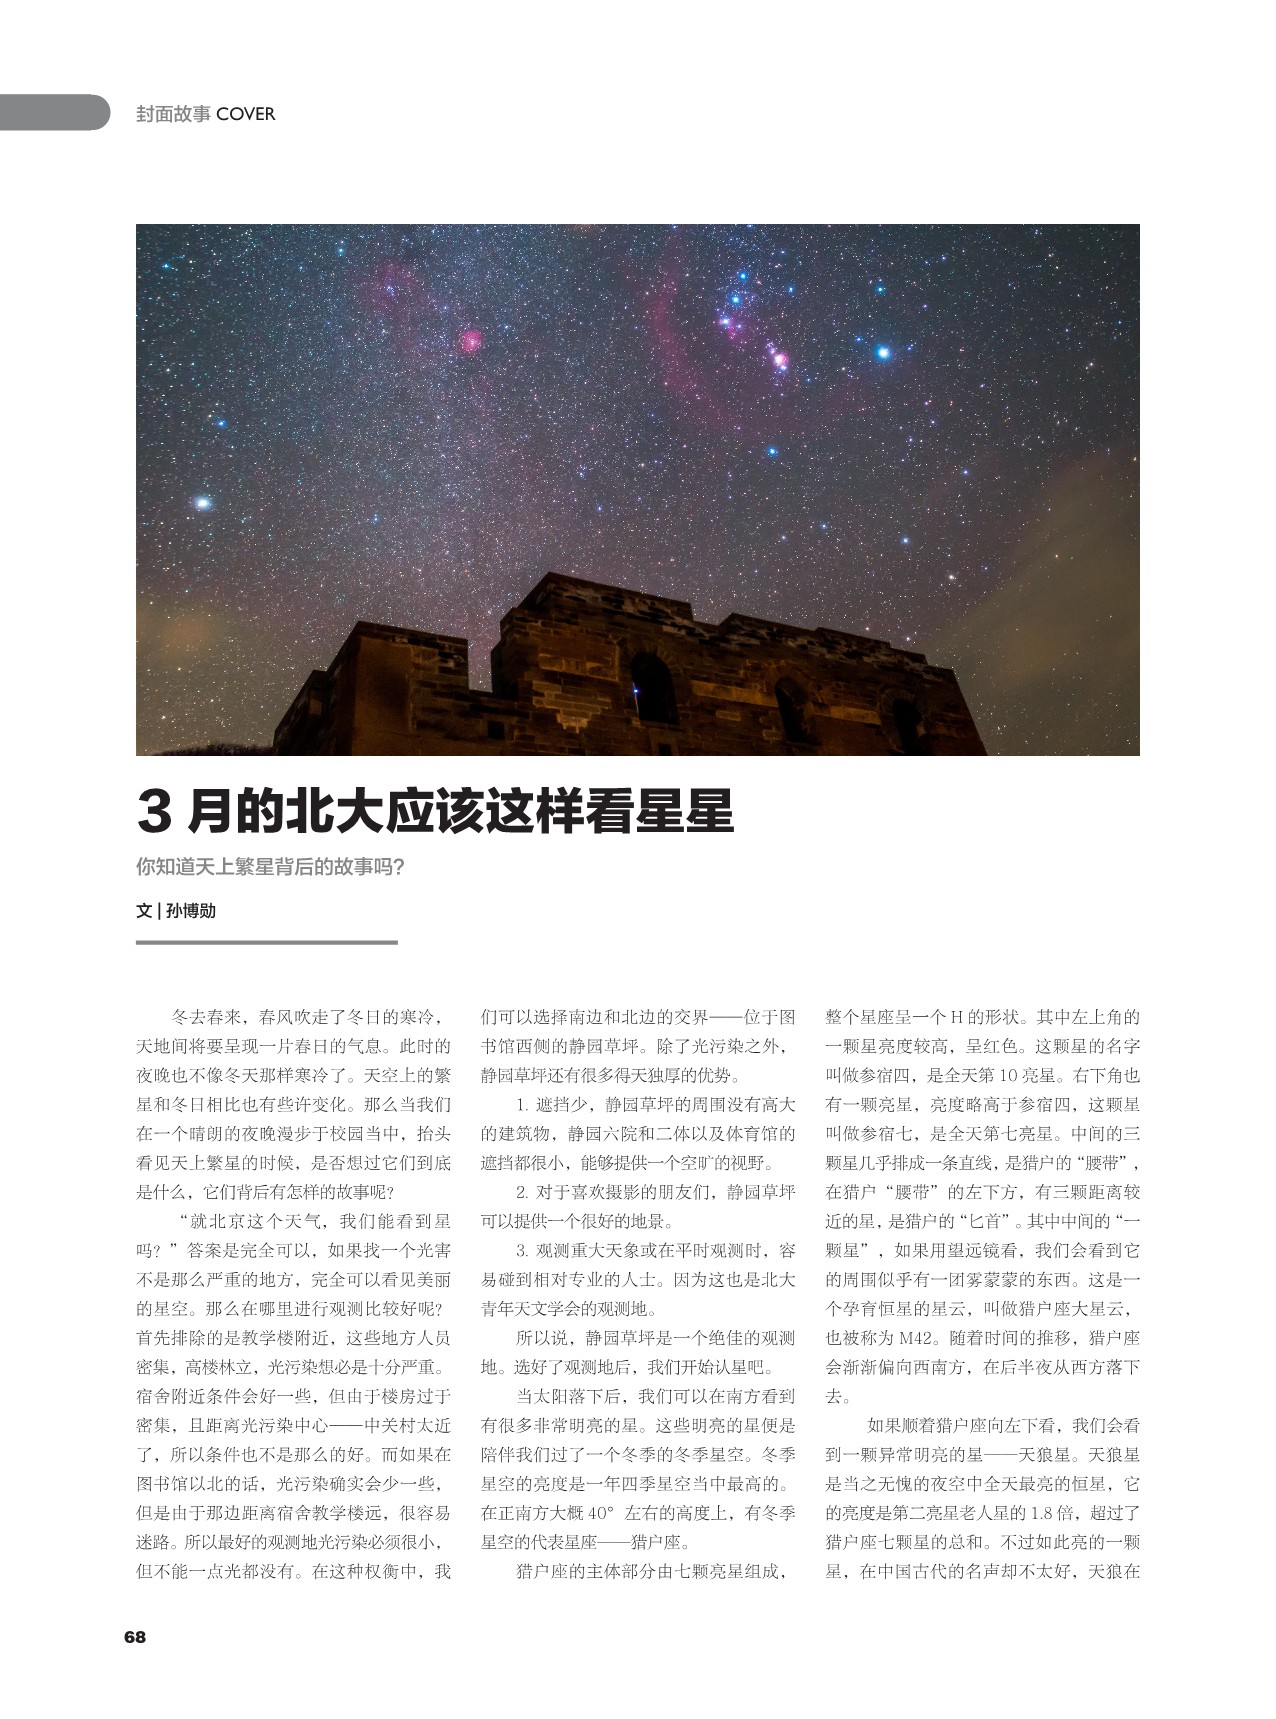 封面故事 COVER
3 月的北大应该这样看星星
你知道天上繁星背后的故事吗？
文 | 孙博勋
冬去春来，春风吹走了冬日的寒冷，
天地间将要呈现一片春日的气息。此时的
夜晚也不像冬天那样寒冷了。天空上的繁
星和冬日相比也有些许变化。那么当我们
在一个晴朗的夜晚漫步于校园当中，抬头
看见天上繁星的时候，是否想过它们到底
是什么，它们背后有怎样的故事呢？
“就北京这个天气，我们能看到星
吗？”答案是完全可以，如果找一个光害
不是那么严重的地方，完全可以看见美丽
的星空。那么在哪里进行观测比较好呢？
首先排除的是教学楼附近，这些地方人员
密集，高楼林立，光污染想必是十分严重。
宿舍附近条件会好一些，但由于楼房过于
密集，且距离光污染中心——中关村太近
了，所以条件也不是那么的好。而如果在
图书馆以北的话，光污染确实会少一些，
但是由于那边距离宿舍教学楼远，很容易
迷路。所以最好的观测地光污染必须很小，
但不能一点光都没有。在这种权衡中，我
们可以选择南边和北边的交界——位于图
书馆西侧的静园草坪。除了光污染之外，
静园草坪还有很多得天独厚的优势。
1. 遮挡少，静园草坪的周围没有高大
的建筑物，静园六院和二体以及体育馆的
遮挡都很小，能够提供一个空旷的视野。
2. 对于喜欢摄影的朋友们，静园草坪
可以提供一个很好的地景。
3. 观测重大天象或在平时观测时，容
易碰到相对专业的人士。因为这也是北大
青年天文学会的观测地。
所以说，静园草坪是一个绝佳的观测
地。选好了观测地后，我们开始认星吧。
当太阳落下后，我们可以在南方看到
有很多非常明亮的星。这些明亮的星便是
陪伴我们过了一个冬季的冬季星空。冬季
星空的亮度是一年四季星空当中最高的。
在正南方大概 40° 左右的高度上，有冬季
星空的代表星座——猎户座。
猎户座的主体部分由七颗亮星组成，
整个星座呈一个 H 的形状。其中左上角的
一颗星亮度较高，呈红色。这颗星的名字
叫做参宿四，是全天第 10 亮星。右下角也
有一颗亮星，亮度略高于参宿四，这颗星
叫做参宿七，是全天第七亮星。中间的三
颗星几乎排成一条直线，是猎户的“腰带”，
在猎户“腰带”的左下方，有三颗距离较
近的星，是猎户的“匕首”。其中中间的“一
颗星”，如果用望远镜看，我们会看到它
的周围似乎有一团雾蒙蒙的东西。这是一
个孕育恒星的星云，叫做猎户座大星云，
也被称为 M42。随着时间的推移，猎户座
会渐渐偏向西南方，在后半夜从西方落下
去。
如果顺着猎户座向左下看，我们会看
到一颗异常明亮的星——天狼星。天狼星
是当之无愧的夜空中全天最亮的恒星，它
的亮度是第二亮星老人星的 1.8 倍，超过了
猎户座七颗星的总和。不过如此亮的一颗
星，在中国古代的名声却不太好，天狼在
68